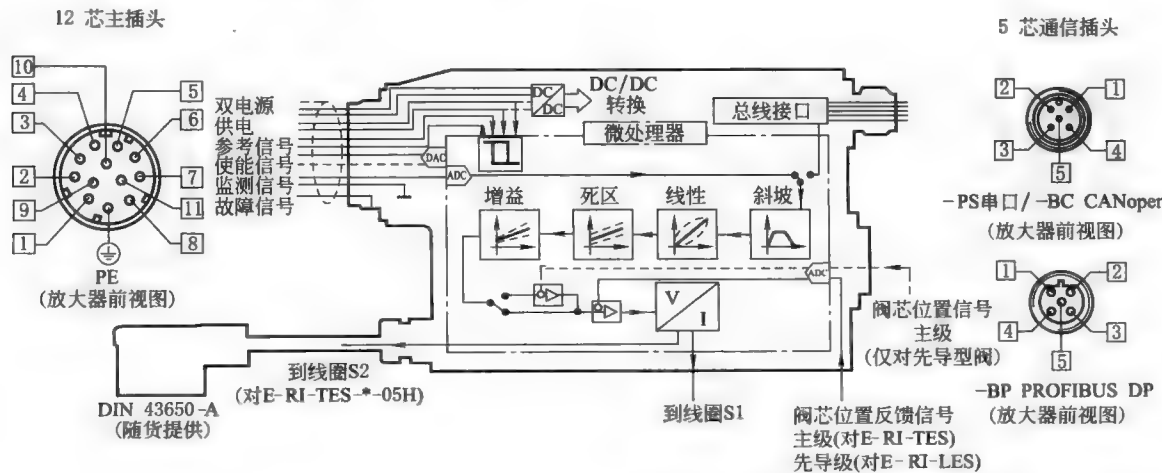 12 芯主插头
5 芯通信插头
10
4
3
2
9
1
5
6
7
11
8
PE
(放大器前视图)
双电源
供电
参考信号
使能信号
监测信号
故障信号
DC
DC
DC/DC
转换
总线接口
微处理器
DAC
ADC
增益
死区
线性
斜坡
ADC
V
I
阀芯位置信号
主级
(仅对先导型阀)
到线圈S2
(对E-RI-TES-*-05H)
DIN 43650-A
(随货提供)
到线圈S1
阀芯位置反馈信号
主级(对E-RI-TES)
先导级(对E-RI-LES)
2
1
3
4
5
-PS串口/-BC CANoper
(放大器前视图)
1
2
4
3
5
-BP PROFIBUS DP
(放大器前视图)